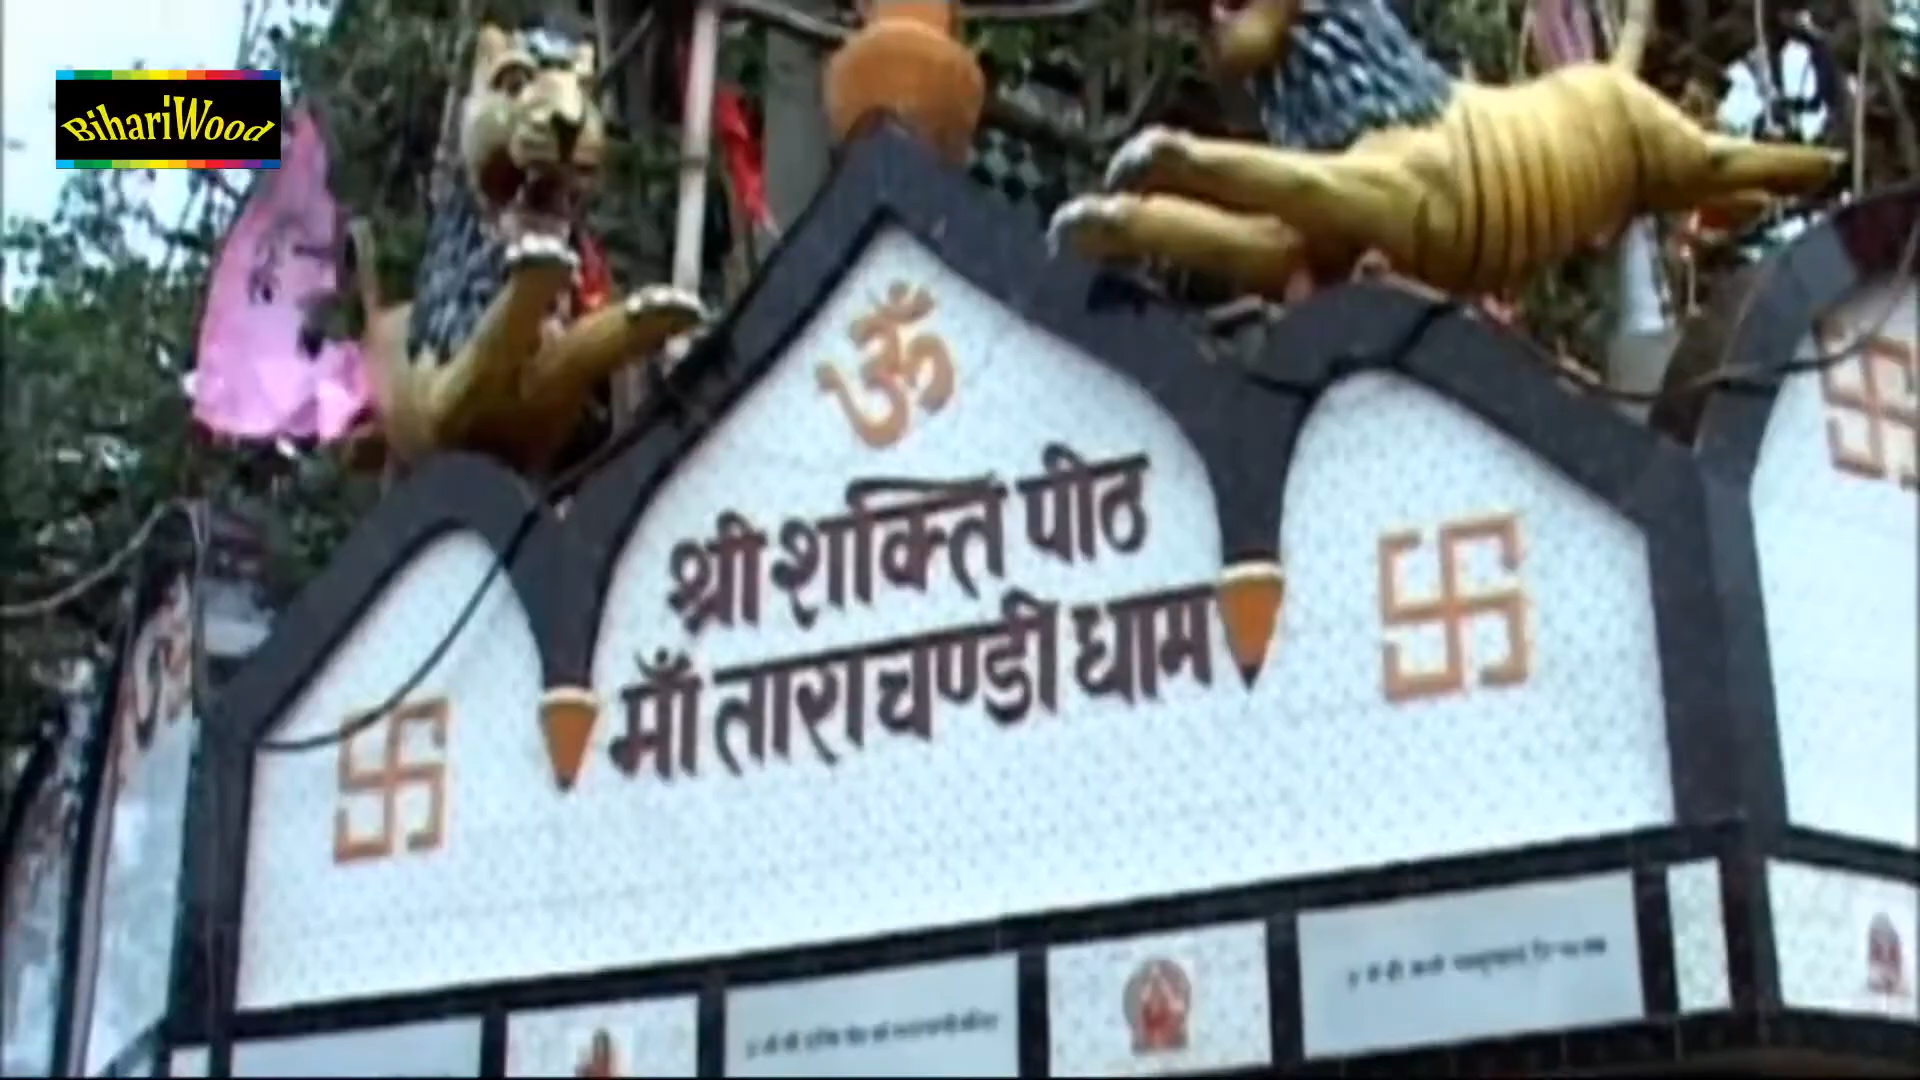 BihariWood
ॐ
श्री शक्ति पीठ
माँ ताराचण्डी धाम